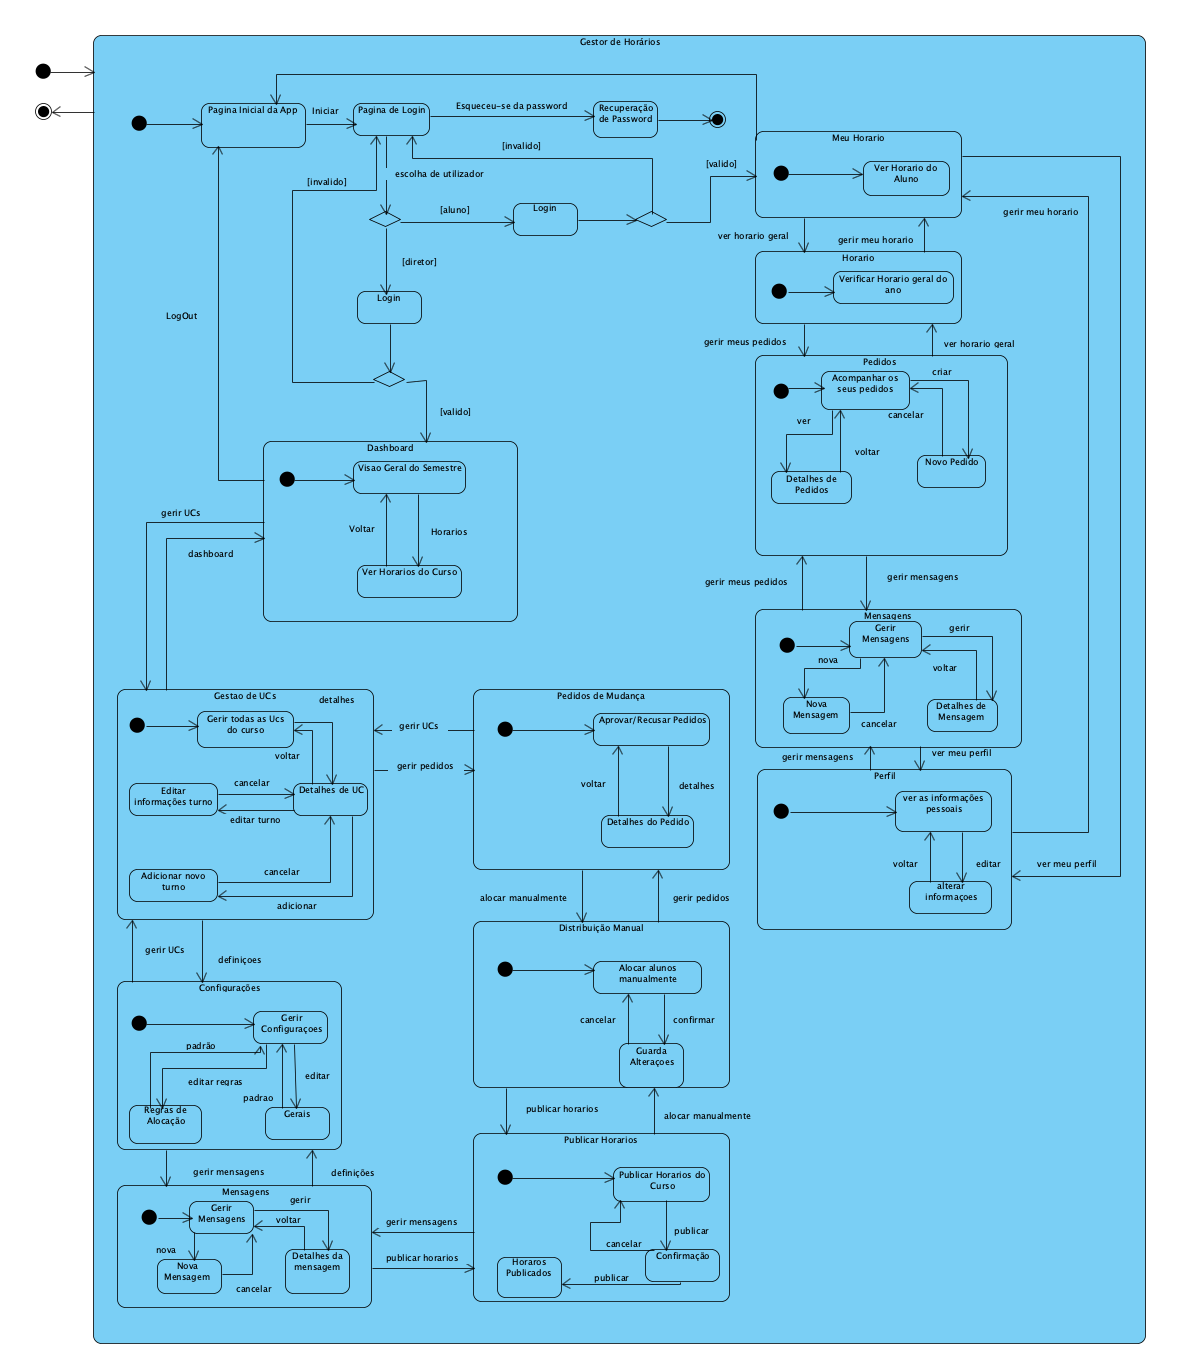 Gestor de Horários
Pagina Inicial da App
Iniciar
Pagina de Login
Esqueceu-se da password
Recuperação
de Password
[invalido]
escolha de utilizador
[invalido]
[aluno]
Login
[valido]
[diretor]
Login
LogOut
[valido]
Meu Horario
Ver Horario do
Aluno
gerir meu horario
ver horario geral
gerir meu horario
Horario
Verificar Horario geral do
ano
gerir meus pedidos
ver horario geral
Pedidos
Acompanhar os
seus pedidos
criar
cancelar
ver
voltar
Novo Pedido
Detalhes de
Pedidos
gerir meus pedidos
gerir mensagens
Mensagens
Gerir
Mensagens
gerir
nova
voltar
Nova
Mensagem
cancelar
Detalhes de
Mensagem
gerir mensagens
ver meu perfil
Perfil
ver as informações
pessoais
voltar
editar
alterar
informaçoes
ver meu perfil
Dashboard
Visao Geral do Semestre
Voltar
Horarios
Ver Horarios do Curso
gerir UCs
dashboard
Gestao de UCs
detalhes
Gerir todas as Ucs
do curso
voltar
Editar
informações turno
cancelar
Detalhes de UC
editar turno
Adicionar novo
turno
cancelar
adicionar
gerir UCs
gerir pedidos
Pedidos de Mudança
Aprovar/Recusar Pedidos
voltar
detalhes
Detalhes do Pedido
alocar manualmente
gerir pedidos
Distribuição Manual
Alocar alunos
manualmente
cancelar
confirmar
Guarda
Alteraçoes
publicar horarios
alocar manualmente
gerir UCs
definiçoes
Configurações
Gerir
Configuraçoes
padrão
editar regras
editar
padrao
Regras de
Alocação
Gerais
gerir mensagens
definições
Mensagens
Gerir
Mensagens
gerir
voltar
nova
Nova
Mensagem
cancelar
Detalhes da
mensagem
gerir mensagens
publicar horarios
Publicar Horarios
Publicar Horarios do
Curso
publicar
cancelar
Confirmação
Horaros
Publicados
publicar